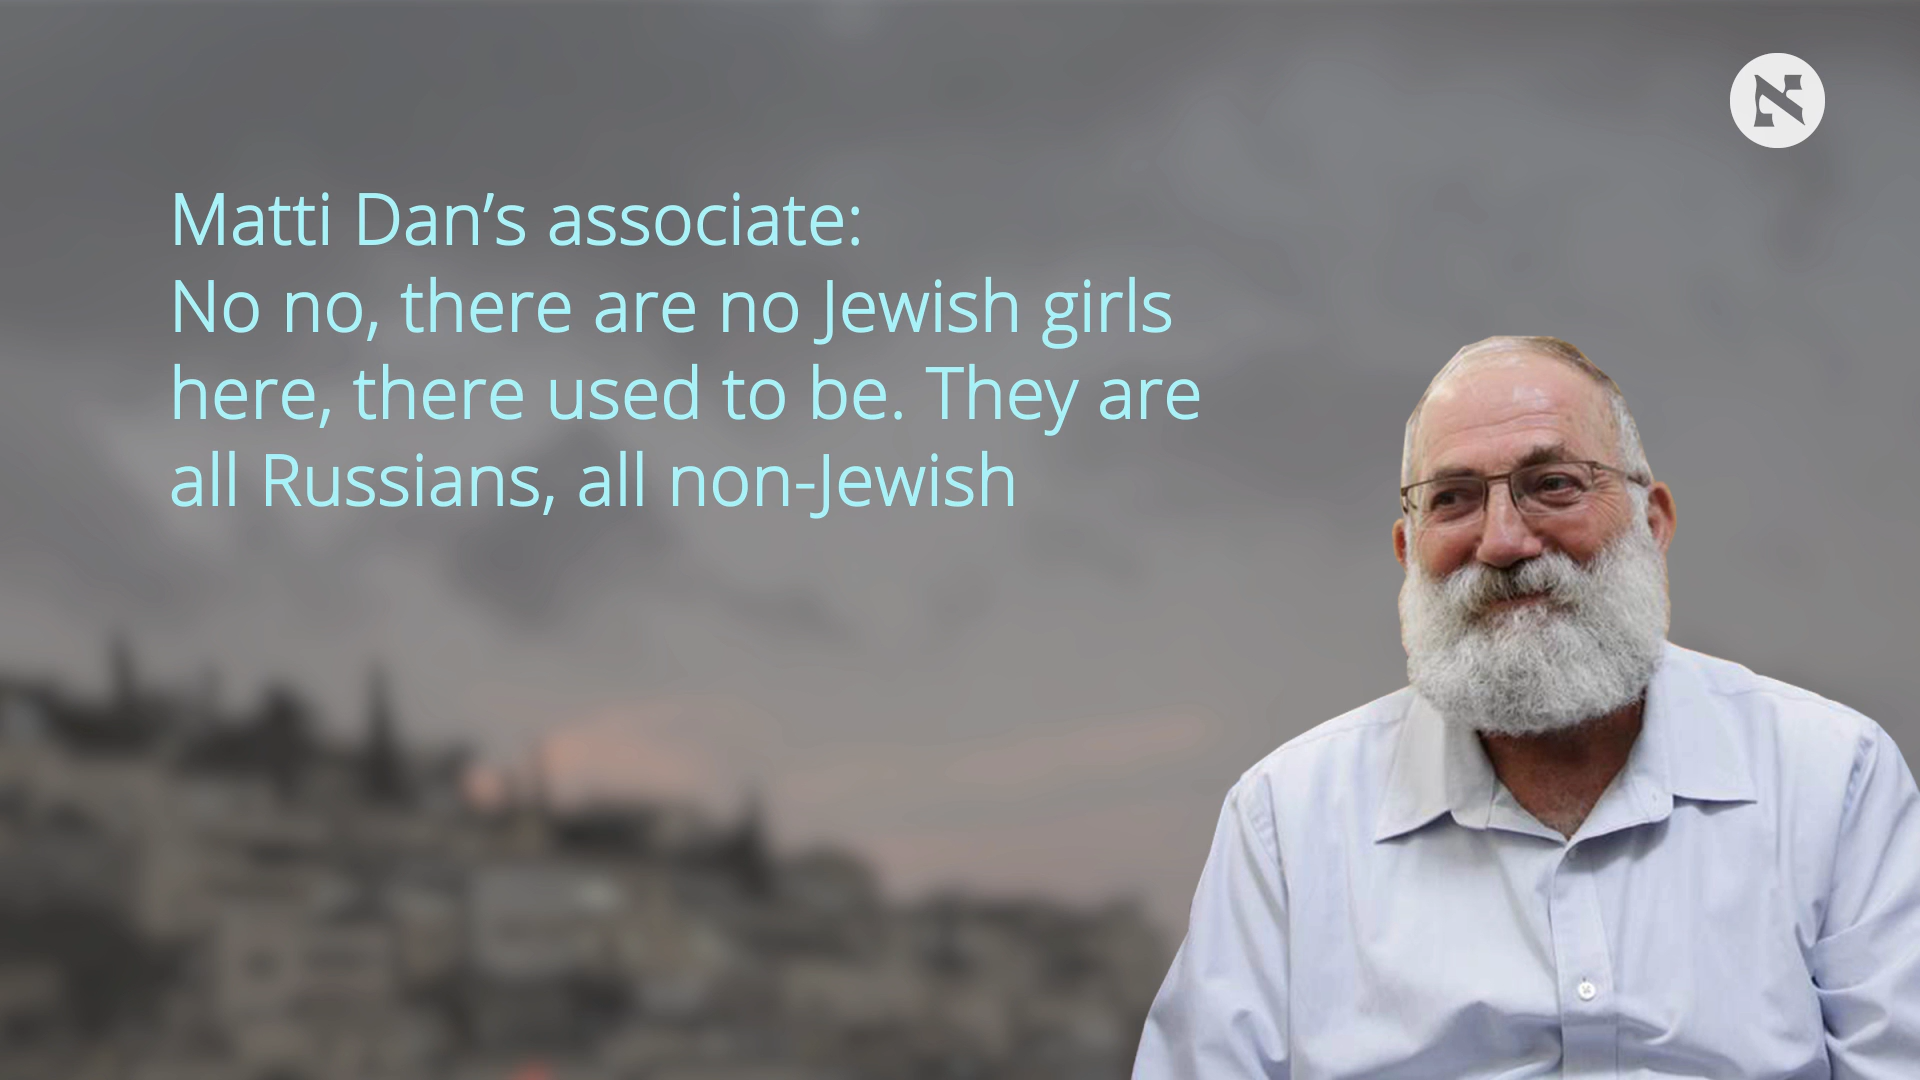 א
Matti Dan’s associate:
No no, there are no Jewish girls
here, there used to be. They are
all Russians, all non-Jewish